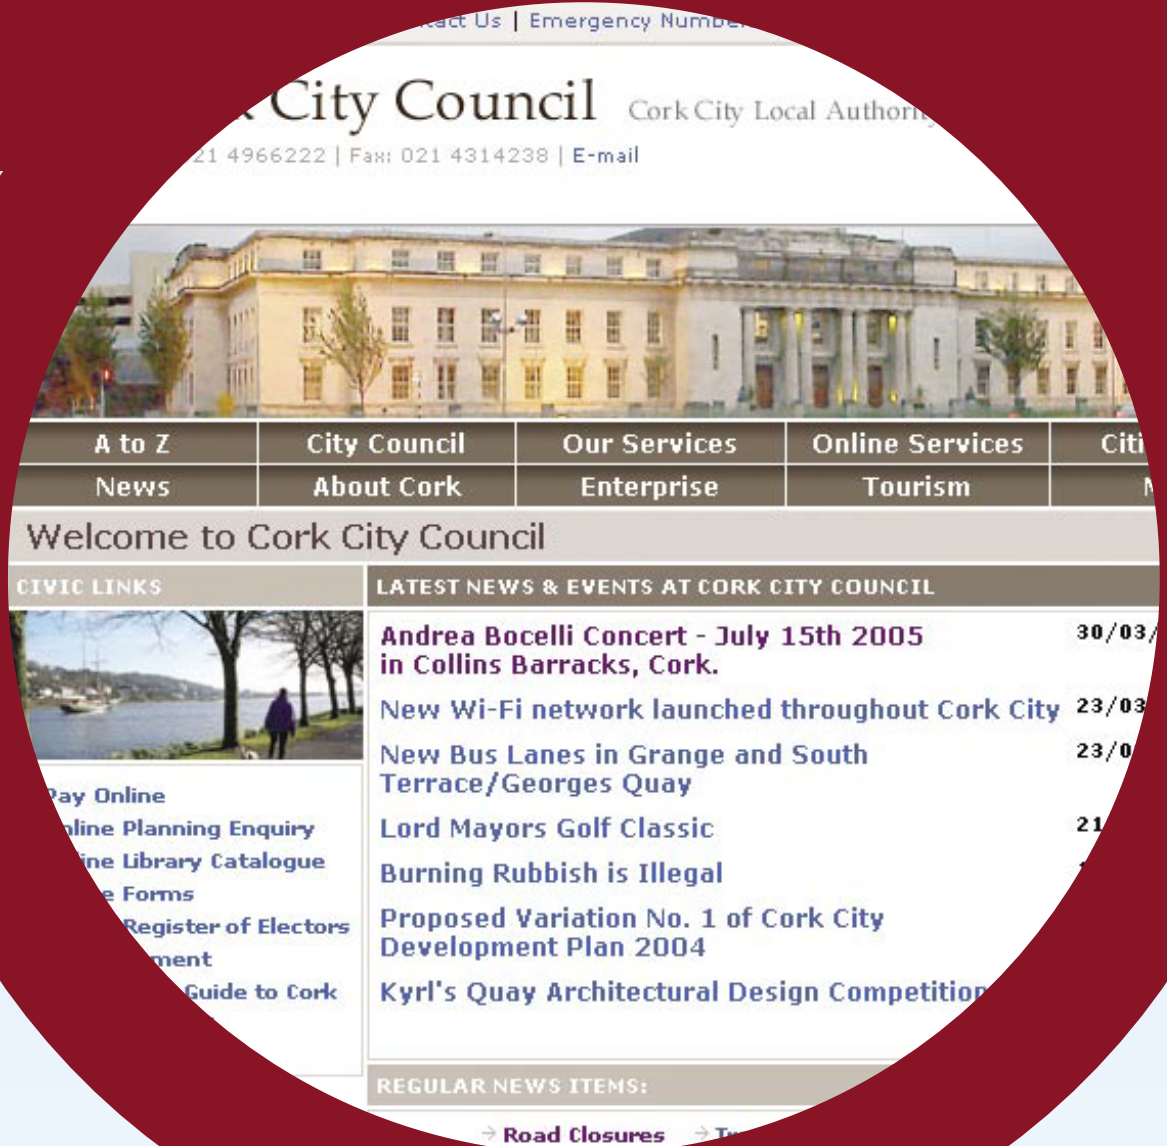 Us | Emergency
City Council Cork City Local
4966222 | Fax: 021 4314238 | E-mail
A to Z City Council Our Services Online Services
News About Cork Enterprise Tourism
Welcome to Cork City Council
CIVIC LINKS LATEST NEWS & EVENTS AT CORK CITY COUNCIL
Andrea Bocelli Concert - July 15th 2005 30/03/
in Collins Barracks, Cork.
New Wi-Fi network launched throughout Cork City 23/03
New Bus Lanes in Grange and South 23/0
Terrace/Georges Quay
Lord Mayors Golf Classic 21
Burning Rubbish is Illegal
Proposed Variation No. 1 of Cork City
Development Plan 2004
Kyrl's Quay Architectural Design Competition
Pay Online
Planning Enquiry
Library Catalogue
Forms
Register of Electors
Guide to Cork
REGULAR NEWS ITEMS:
→ Road Closures →